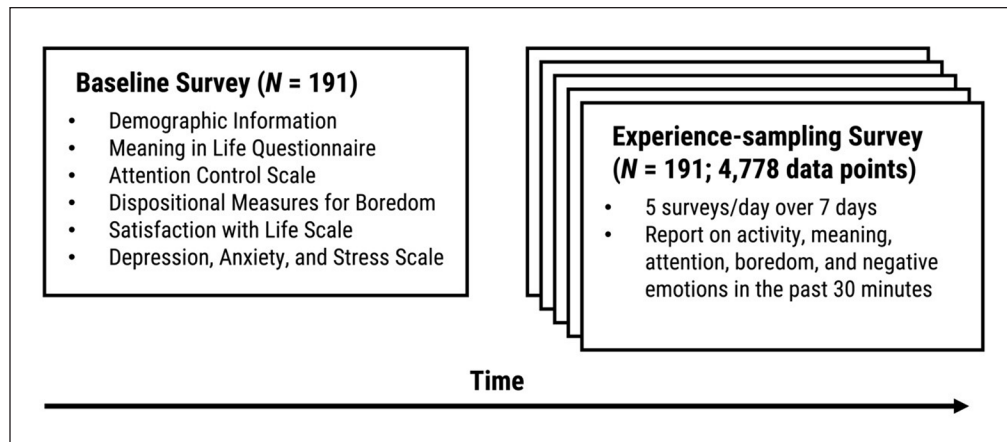 Baseline Survey (N = 191)
• Demographic Information
• Meaning in Life Questionnaire
• Attention Control Scale
• Dispositional Measures for Boredom
• Satisfaction with Life Scale
• Depression, Anxiety, and Stress Scale
Experience-sampling Survey
(N = 191; 4,778 data points)
• 5 surveys/day over 7 days
• Report on activity, meaning,
attention, boredom, and negative
emotions in the past 30 minutes
Time